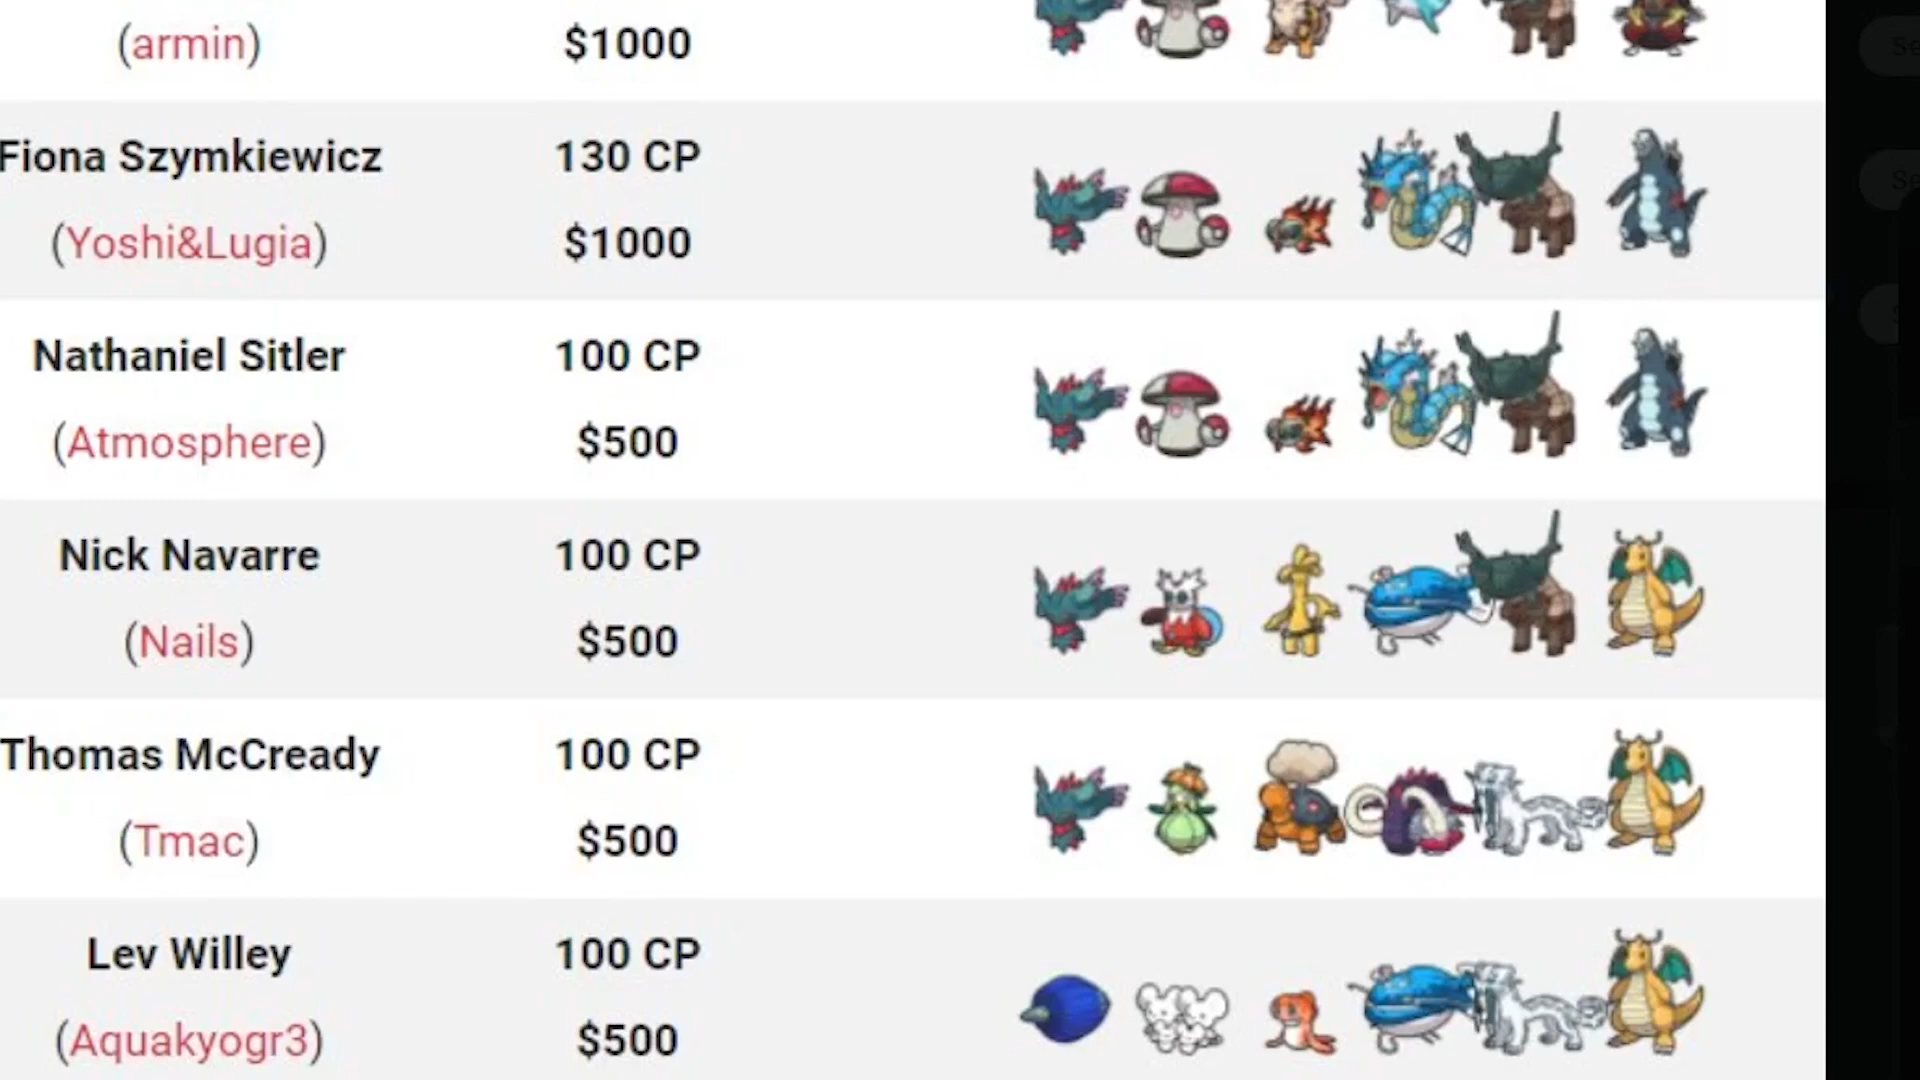 (armin) $1000
Fiona Szymkiewicz 130 CP
(Yoshi&Lugia) $1000
Nathaniel Sitler 100 CP
(Atmosphere) $500
Nick Navarre 100 CP
(Nails) $500
Thomas McCready 100 CP
(Tmac) $500
Lev Willey 100 CP
(Aquakyogr3) $500